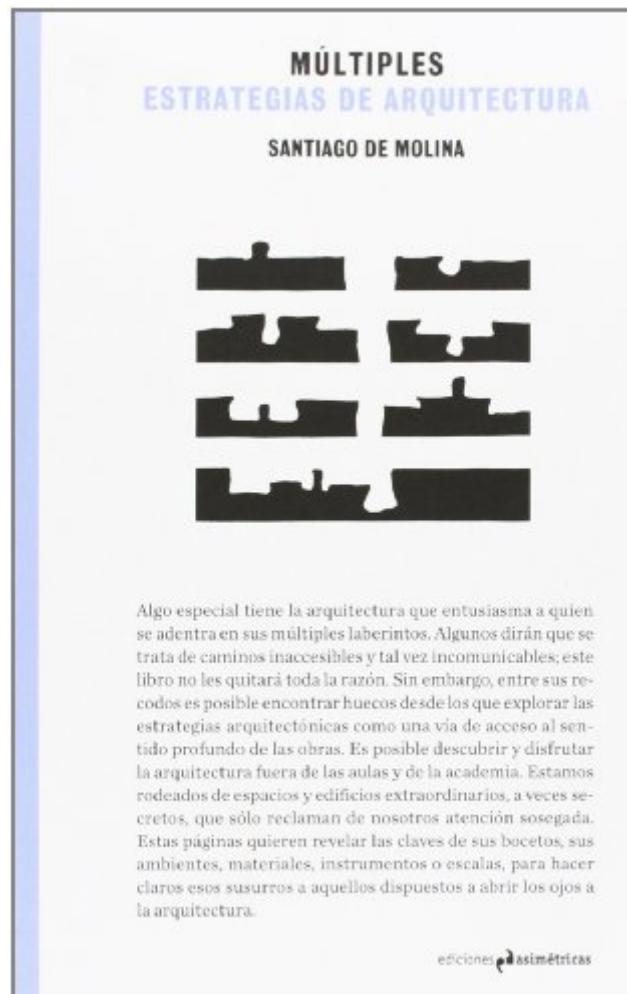 MÚLTIPLES
ESTRATEGIAS DE ARQUITECTURA
SANTIAGO DE MOLINA
Algo especial tiene la arquitectura que entusiasma a quien
se adentra en sus múltiples laberintos. Algunos dirán que se
trata de caminos inaccesibles y tal vez incomunicables; este
libro no les quitará toda la razón. Sin embargo, entre sus re-
codos es posible encontrar huecos desde los que explorar las
estrategias arquitectónicas como una vía de acceso al sen-
tido profundo de las obras. Es posible descubrir y disfrutar
la arquitectura fuera de las aulas y de la academia. Estamos
rodeados de espacios y edificios extraordinarios, a veces se-
cretos, que sólo reclaman de nosotros atención sosegada.
Estas páginas quieren revelar las claves de sus bocetos, sus
ambientes, materiales, instrumentos o escalas, para hacer
claros esos susurros a aquellos dispuestos a abrir los ojos a
la arquitectura.
ediciones asimétricas